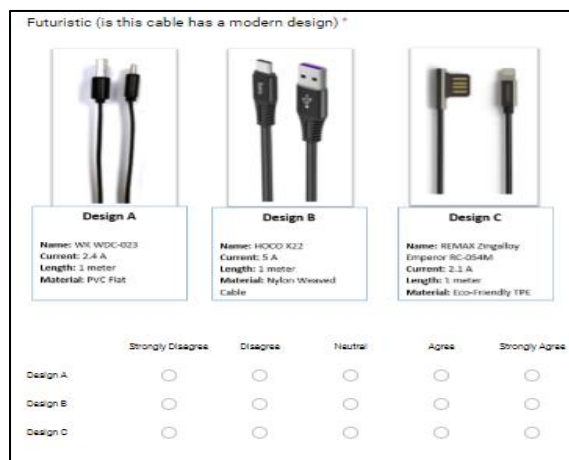 Futuristic (is this cable has a modern design) *
Design A
Name: WK WDC-023
Current: 2.4 A
Length: 1 meter
Material: PVC Flat
Design B
Name: HOCO X22
Current: 5 A
Length: 1 meter
Material: Nylon Weaved
Cable
Design C
Name: REMAX Zingalloy
Emperor RC-054M
Current: 2.1 A
Length: 1 meter
Material: Eco-Friendly TPE
Strongly Disagree Disagree Neutral Agree Strongly Agree
Design A
Design B
Design C